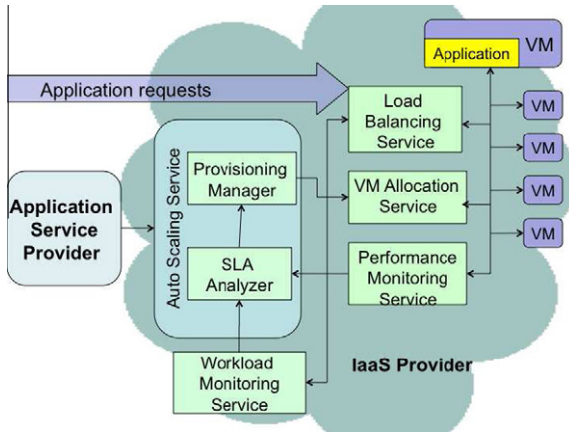 Application
VM
Application requests
Load
Balancing
Service
VM
VM
VM
VM
Auto Scaling Service
Provisioning
Manager
VM Allocation
Service
Application
Service
Provider
SLA
Analyzer
Performance
Monitoring
Service
Workload
Monitoring
Service
IaaS Provider